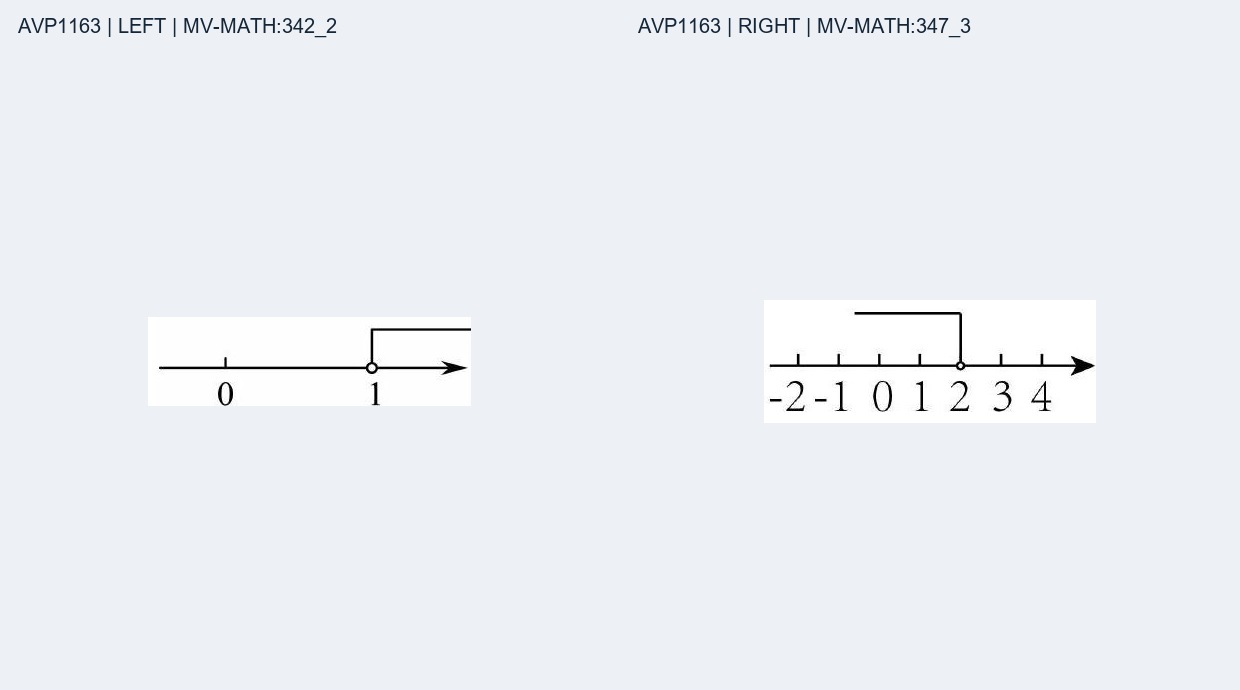 AVP1163 | LEFT | MV-MATH:342_2
AVP1163 | RIGHT | MV-MATH:347_3
0 1
-2 -1 0 1 2 3 4